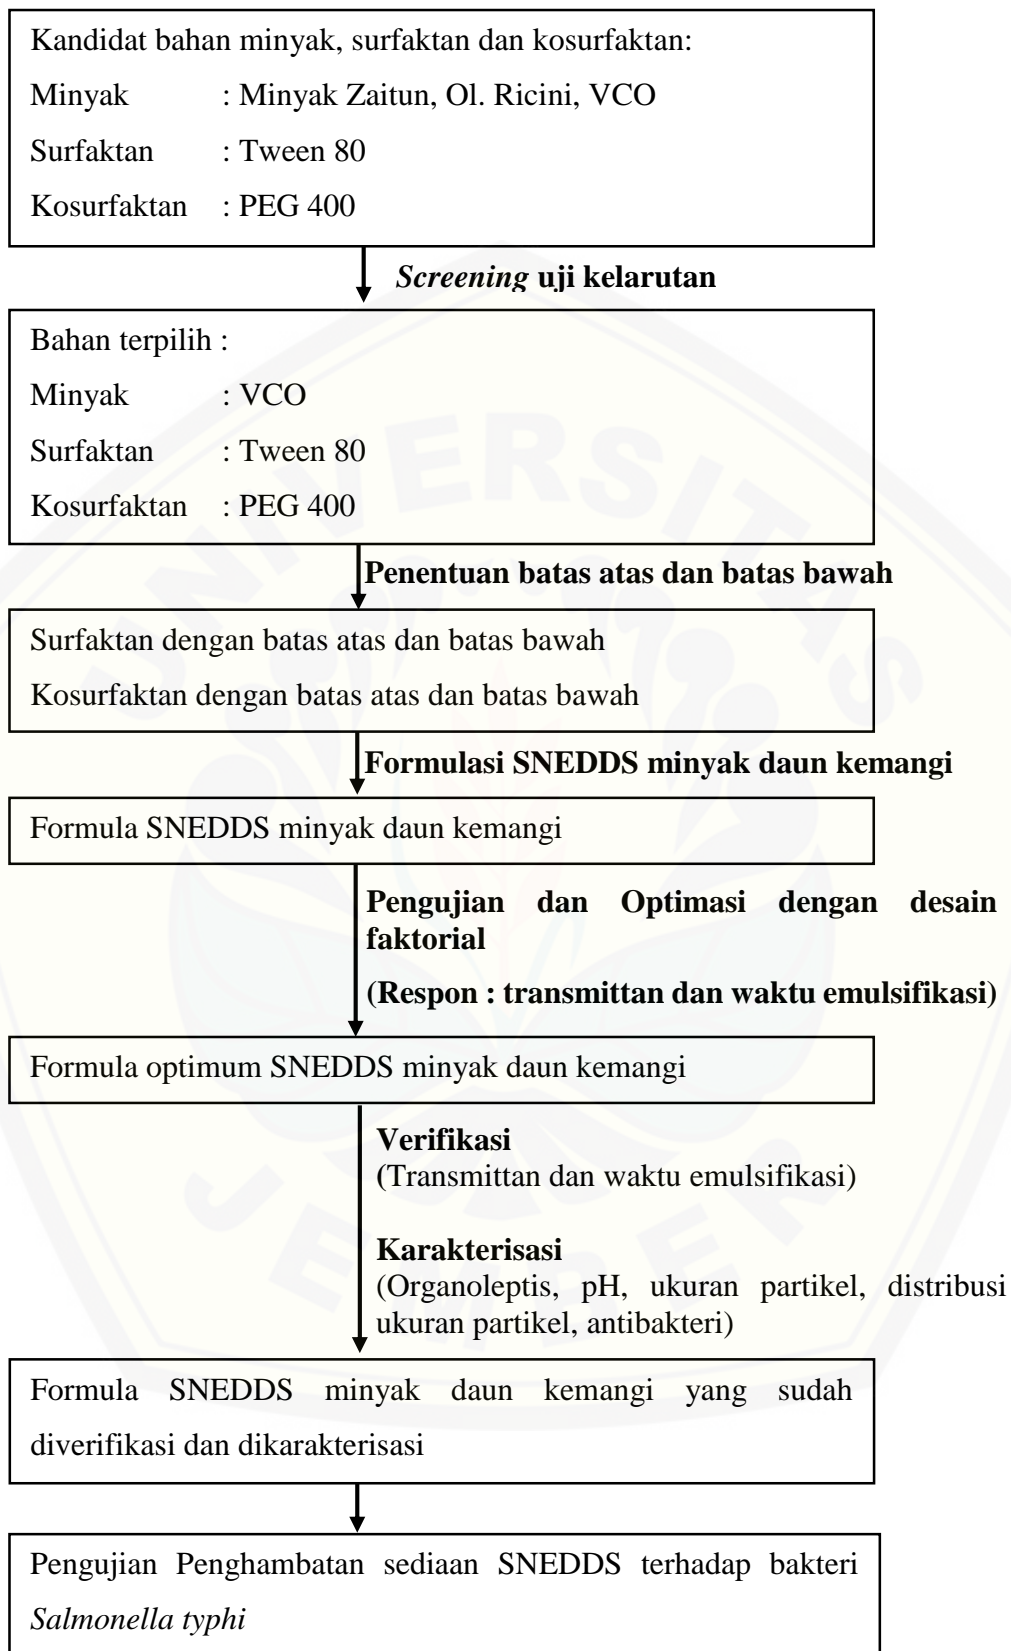 Kandidat bahan minyak, surfaktan dan kosurfaktan:
Minyak : Minyak Zaitun, Ol. Ricini, VCO
Surfaktan : Tween 80
Kosurfaktan : PEG 400
Screening uji kelarutan
Bahan terpilih :
Minyak : VCO
Surfaktan : Tween 80
Kosurfaktan : PEG 400
Penentuan batas atas dan batas bawah
Surfaktan dengan batas atas dan batas bawah
Kosurfaktan dengan batas atas dan batas bawah
Formulasi SNEDDS minyak daun kemangi
Formula SNEDDS minyak daun kemangi
Pengujian dan Optimasi dengan desain
faktorial
(Respon : transmittan dan waktu emulsifikasi)
Formula optimum SNEDDS minyak daun kemangi
Verifikasi
(Transmittan dan waktu emulsifikasi)
Karakterisasi
(Organoleptis, pH, ukuran partikel, distribusi
ukuran partikel, antibakteri)
Formula SNEDDS minyak daun kemangi yang sudah
diverifikasi dan dikarakterisasi
Pengujian Penghambatan sediaan SNEDDS terhadap bakteri
Salmonella typhi
UNIVERSITAS
JEMBER